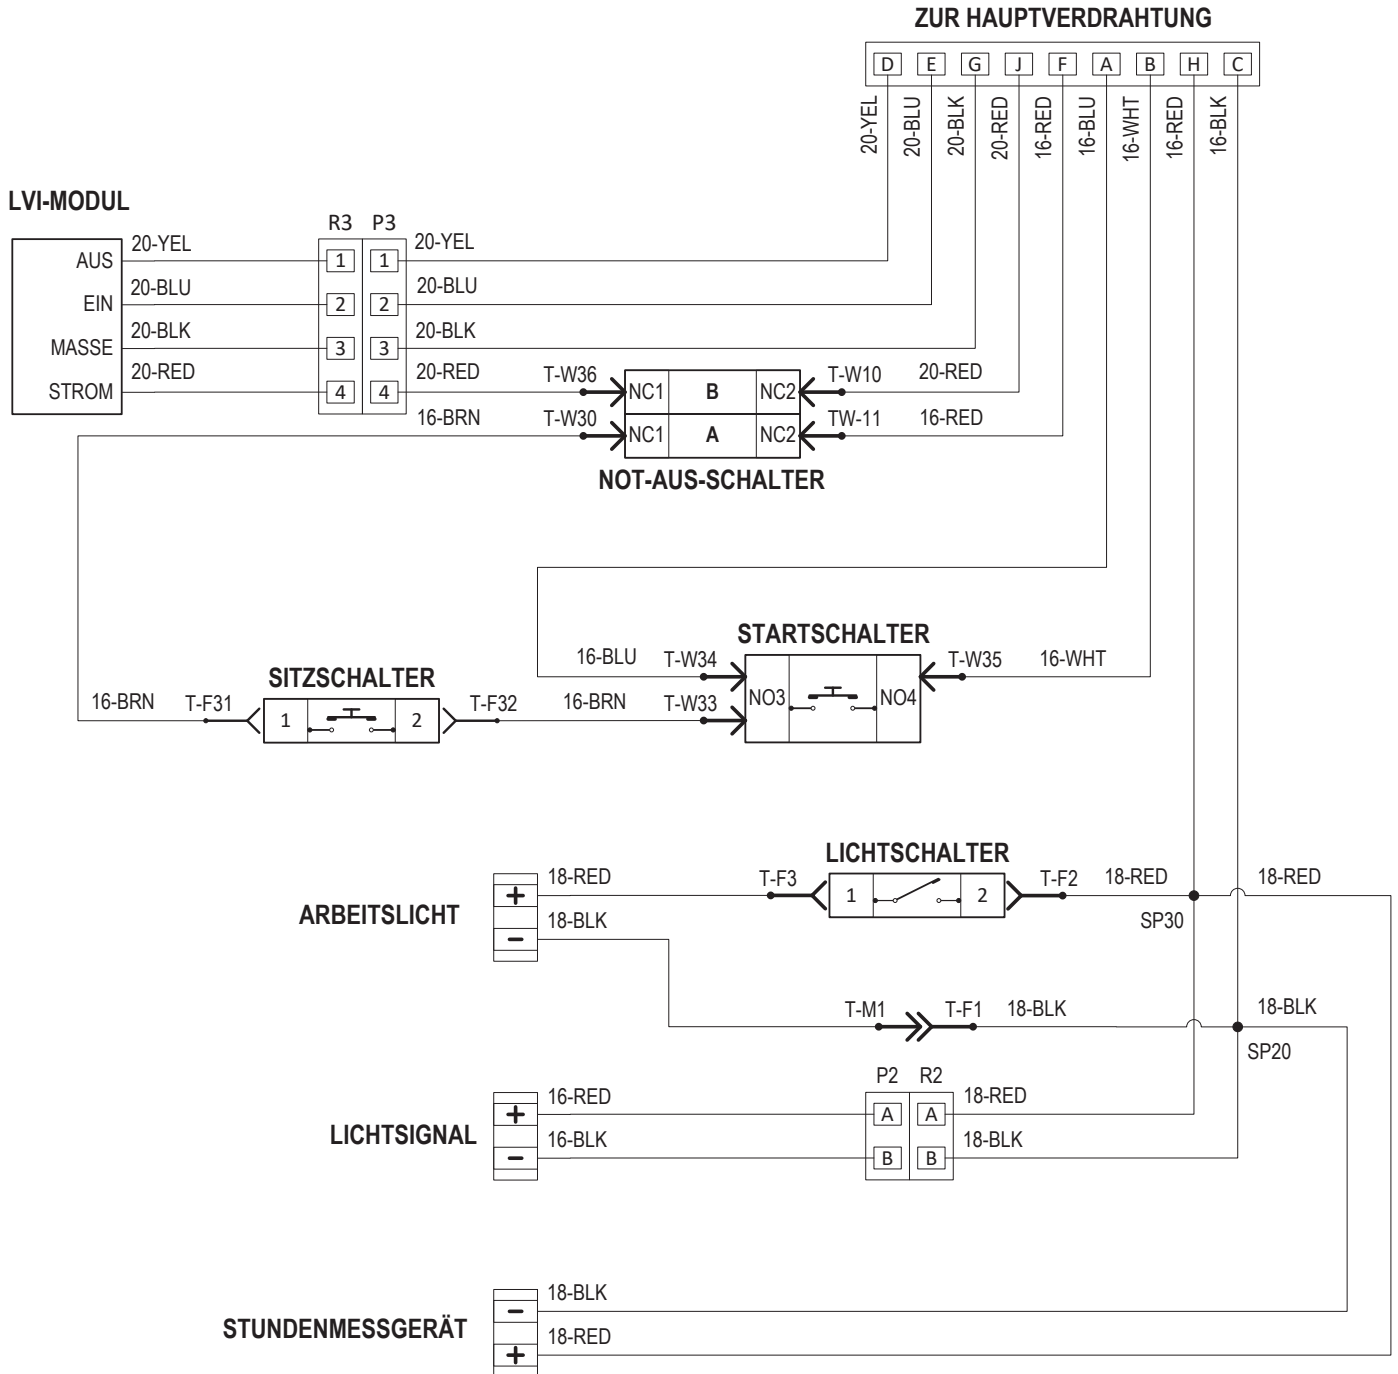 ZUR HAUPTVERDRAHTUNG
D E G J F A B H C
20-YEL 20-BLU 20-BLK 20-RED 16-RED 16-BLU 16-WHT 16-RED 16-BLK
LVI-MODUL
R3 P3
AUS 20-YEL 1 1 20-YEL
EIN 20-BLU 2 2 20-BLU
MASSE 20-BLK 3 3 20-BLK
STROM 20-RED 4 4 20-RED T-W36 NC1 B NC2 T-W10 20-RED
16-BRN T-W30 NC1 A NC2 TW-11 16-RED
NOT-AUS-SCHALTER
STARTSCHALTER
16-BLU T-W34 T-W35 16-WHT
SITZSCHALTER
NO3 NO4
16-BRN T-F31 1 2 T-F32 16-BRN T-W33
LICHTSCHALTER
18-RED T-F3 1 2 T-F2 18-RED 18-RED
+
ARBEITSLICHT
SP30
18-BLK
-
T-M1 T-F1 18-BLK 18-BLK
SP20
P2 R2
16-RED 18-RED
+ A A
LICHTSIGNAL
16-BLK 18-BLK
- B B
18-BLK
-
STUNDENMESSGERÄT
18-RED
+